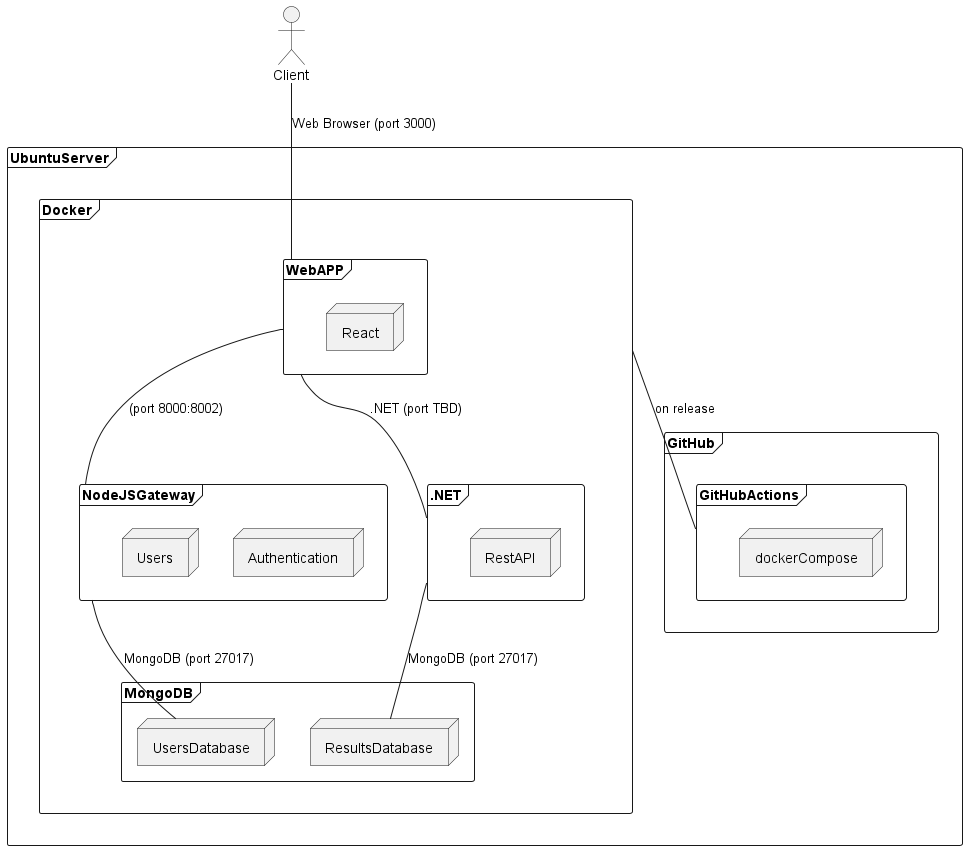 Client
Web Browser (port 3000)
UbuntuServer
Docker
WebAPP
React
(port 8000:8002)
.NET (port TBD)
on release
GitHub
NodeJSGateway
.NET
GitHubActions
Users
Authentication
RestAPI
dockerCompose
MongoDB (port 27017)
MongoDB (port 27017)
MongoDB
UsersDatabase
ResultsDatabase